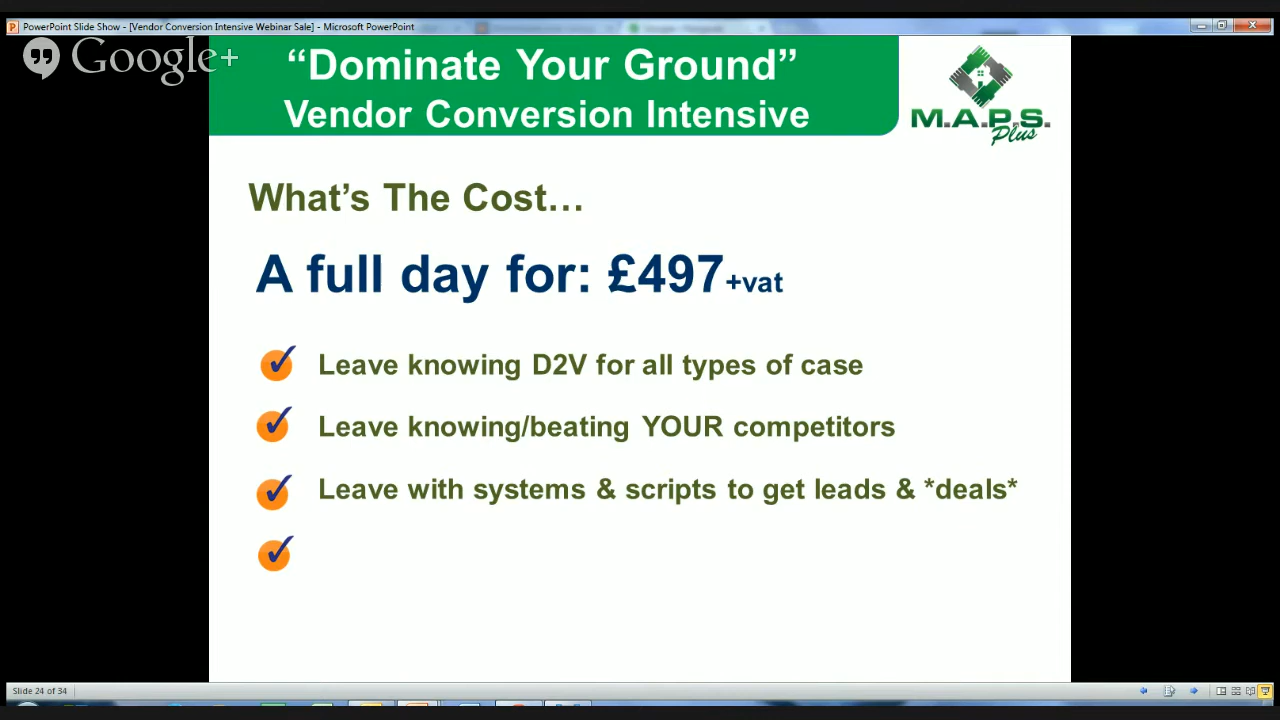 PowerPoint Slide Show - [Vendor Conversion Intensive Webinar Sale] - Microsoft PowerPoint
Google+
“Dominate Your Ground”
Vendor Conversion Intensive
M.A.P.S.
Plus
What’s The Cost…
A full day for: £497+vat
Leave knowing D2V for all types of case
Leave knowing/beating YOUR competitors
Leave with systems & scripts to get leads & *deals*
Slide 24 of 34